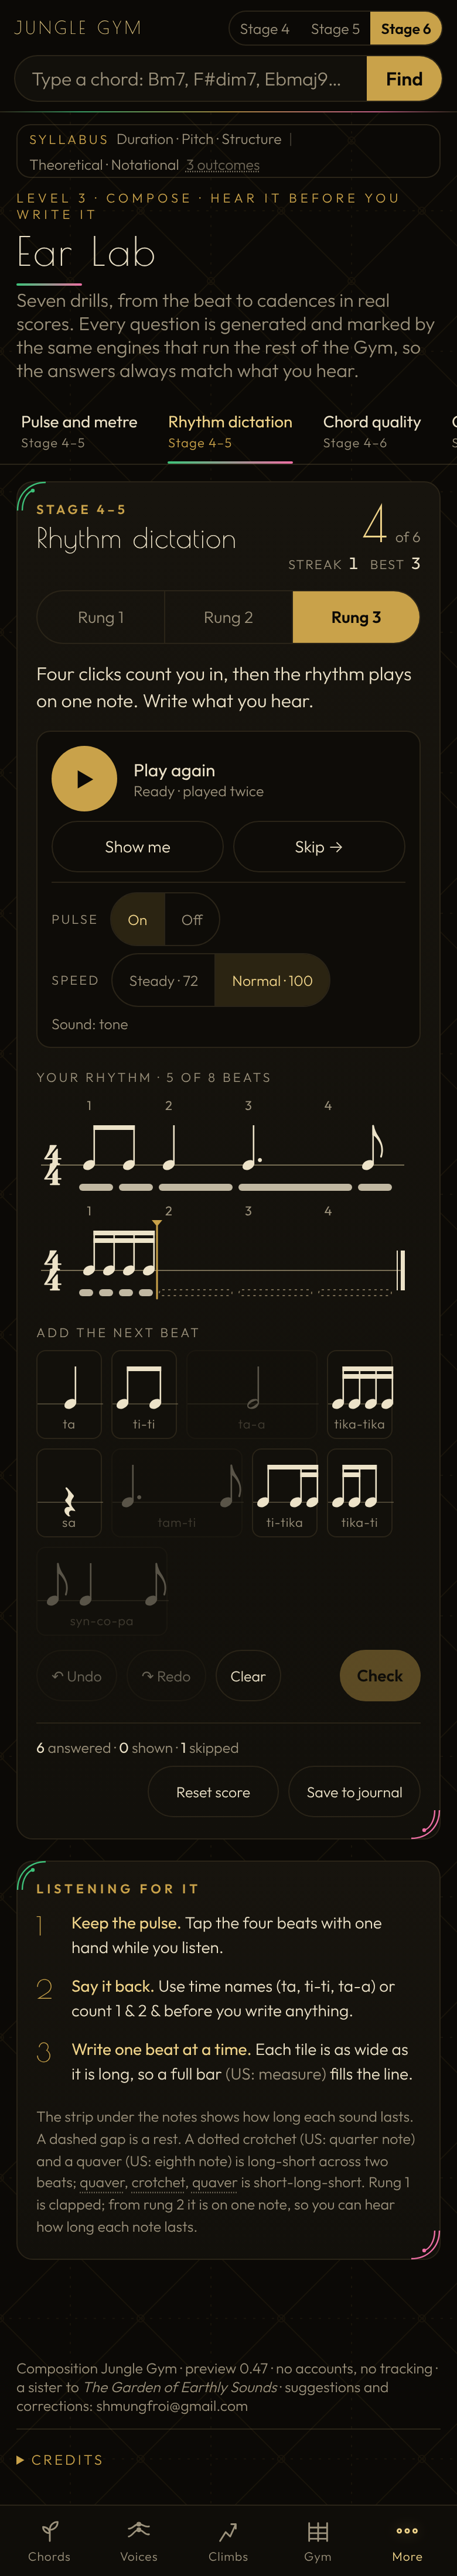 JUNGLE GYM
Stage 4 Stage 5 Stage 6
Type a chord: Bm7, F#dim7, Ebmaj9... Find
SYLLABUS Duration · Pitch · Structure |
Theoretical · Notational 3 outcomes
LEVEL 3 · COMPOSE · HEAR IT BEFORE YOU
WRITE IT
Ear Lab
Seven drills, from the beat to cadences in real
scores. Every question is generated and marked by
the same engines that run the rest of the Gym, so
the answers always match what you hear.
Pulse and metre Rhythm dictation Chord quality
Stage 4–5 Stage 4–5 Stage 4–6
STAGE 4–5
Rhythm dictation 4 of 6
STREAK 1 BEST 3
Rung 1 Rung 2 Rung 3
Four clicks count you in, then the rhythm plays
on one note. Write what you hear.
Play again
Ready · played twice
Show me Skip →
PULSE On Off
SPEED Steady · 72 Normal · 100
Sound: tone
YOUR RHYTHM · 5 OF 8 BEATS
1 2 3 4
4
4
1 2 3 4
4
4
ADD THE NEXT BEAT
ta ti-ti ta-a tika-tika
sa tam-ti ti-tika tika-ti
syn-co-pa
↶ Undo ↷ Redo Clear Check
6 answered · 0 shown · 1 skipped
Reset score Save to journal
LISTENING FOR IT
1 Keep the pulse. Tap the four beats with one
hand while you listen.
2 Say it back. Use time names (ta, ti-ti, ta-a) or
count 1 & 2 & before you write anything.
3 Write one beat at a time. Each tile is as wide as
it is long, so a full bar (US: measure) fills the line.
The strip under the notes shows how long each sound lasts.
A dashed gap is a rest. A dotted crotchet (US: quarter note)
and a quaver (US: eighth note) is long-short across two
beats; quaver, crotchet, quaver is short-long-short. Rung 1
is clapped; from rung 2 it is on one note, so you can hear
how long each note lasts.
Composition Jungle Gym · preview 0.47 · no accounts, no tracking ·
a sister to The Garden of Earthly Sounds · suggestions and
corrections: shmungfroi@gmail.com
▶ CREDITS
Chords Voices Climbs Gym More